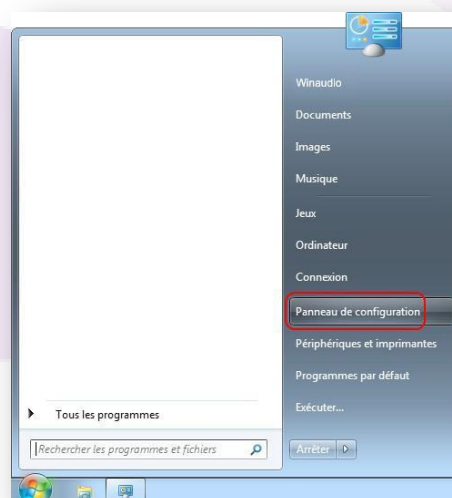 Winaudio
Documents
Images
Musique
Jeux
Ordinateur
Connexion
Panneau de configuration
Périphériques et imprimantes
Programmes par défaut
Exécuter...
Tous les programmes
Rechercher les programmes et fichiers
Arrêter